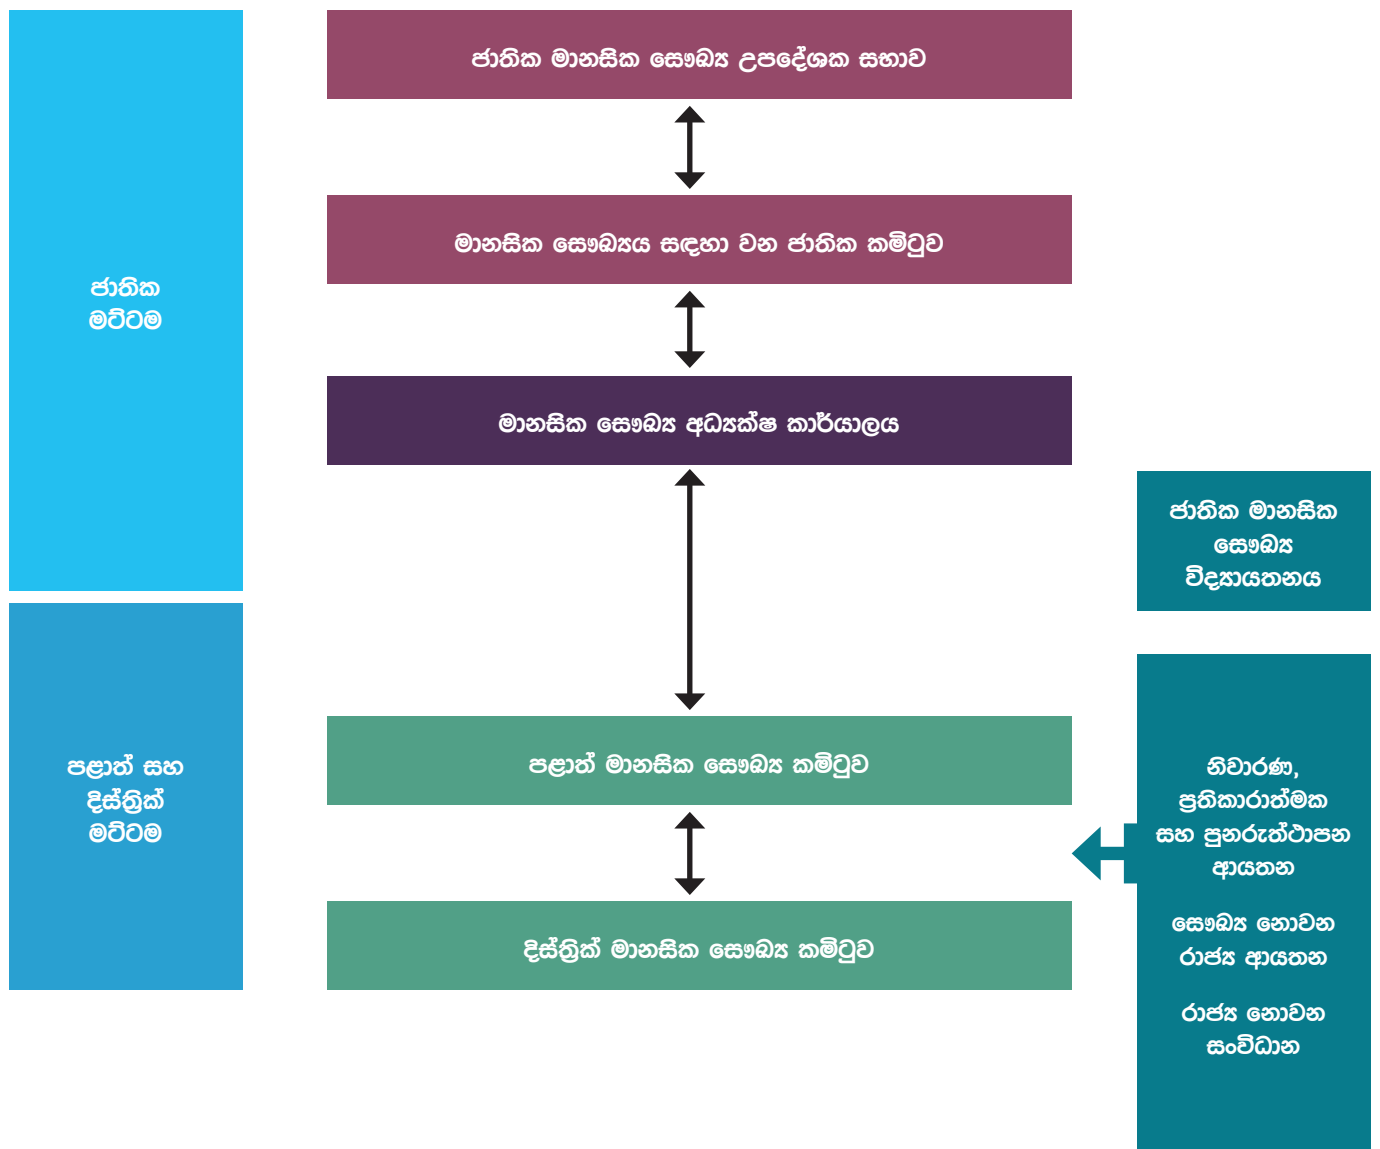 ජාතික මානසික සෞඛ්‍ය උපදේශක සභාව
මානසික සෞඛ්‍යය සඳහා වන ජාතික කමිටුව
ජාතික
මට්ටම
මානසික සෞඛ්‍ය අධ්‍යක්ෂ කාර්යාලය
ජාතික මානසික
සෞඛ්‍ය
විද්‍යායතනය
පළාත් සහ
දිස්ත්‍රික්
මට්ටම
පළාත් මානසික සෞඛ්‍ය කමිටුව
දිස්ත්‍රික් මානසික සෞඛ්‍ය කමිටුව
නිවාරණ,
ප්‍රතිකාරාත්මක
සහ පුනරුත්ථාපන
ආයතන
සෞඛ්‍ය නොවන
රාජ්‍ය ආයතන
රාජ්‍ය නොවන
සංවිධාන